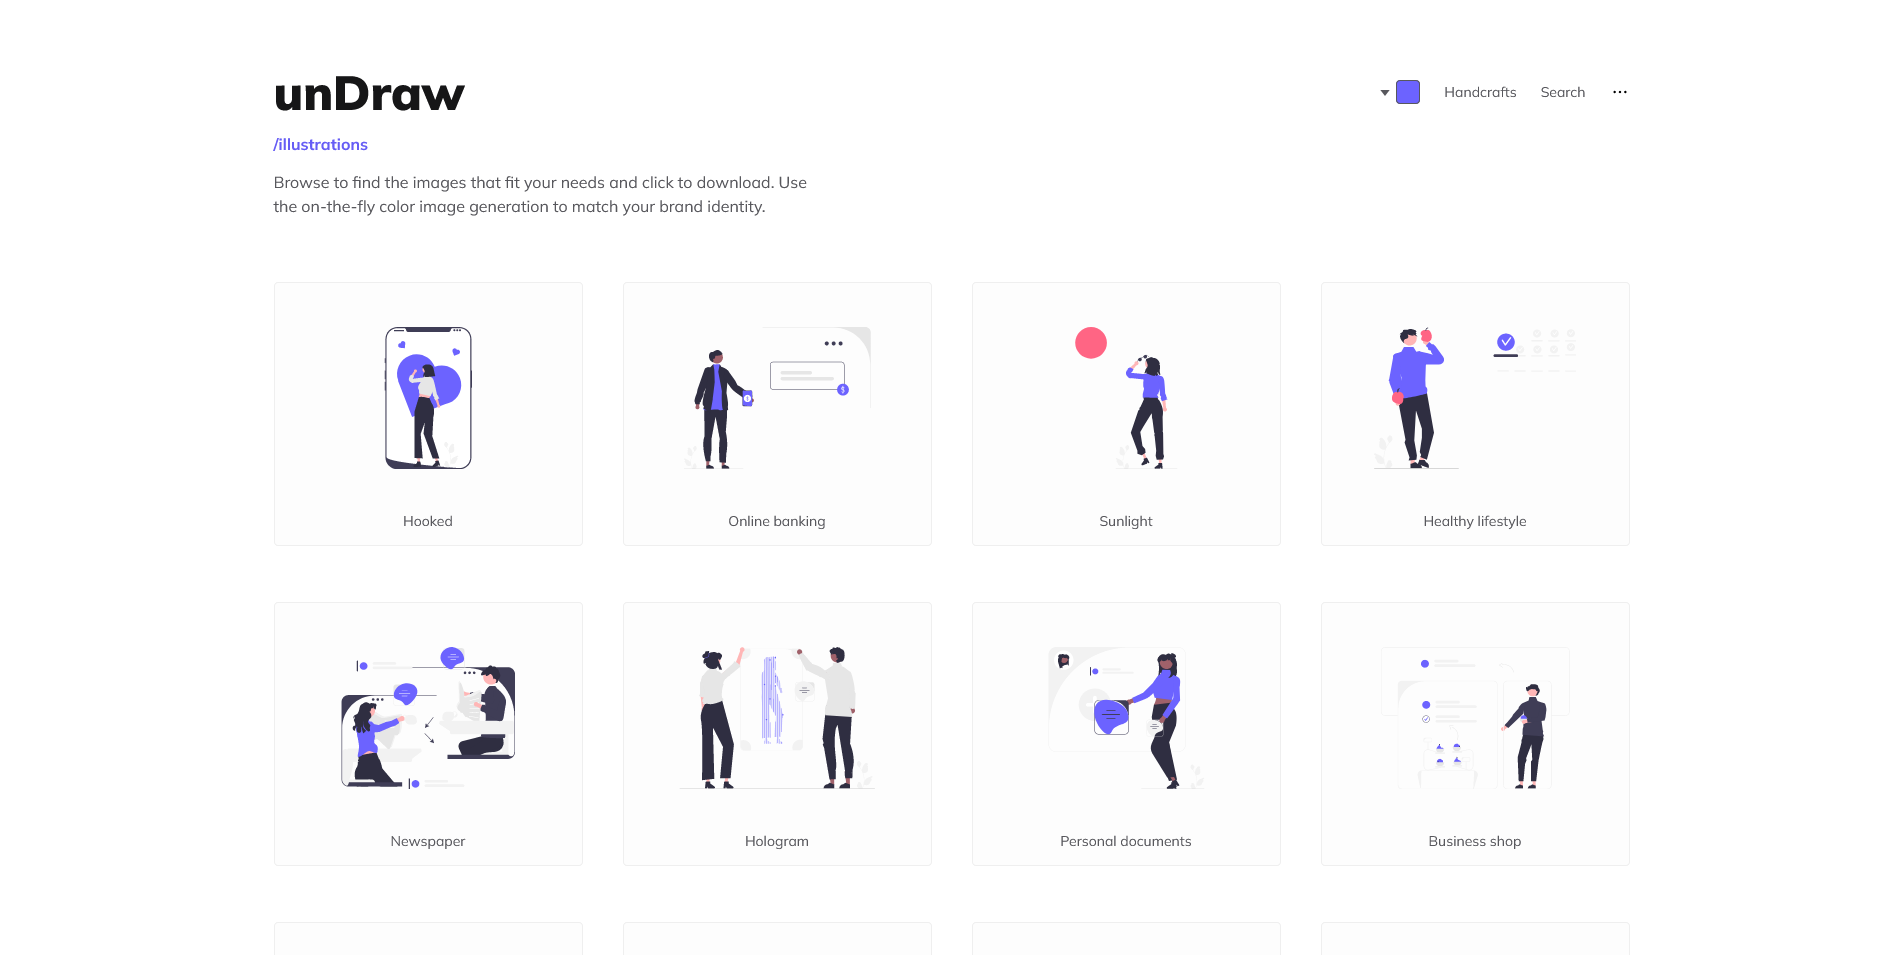 unDraw
Handcrafts
Search
/illustrations
Browse to find the images that fit your needs and click to download. Use
the on-the-fly color image generation to match your brand identity.
Hooked
Online banking
Sunlight
Healthy lifestyle
Newspaper
Hologram
Personal documents
Business shop